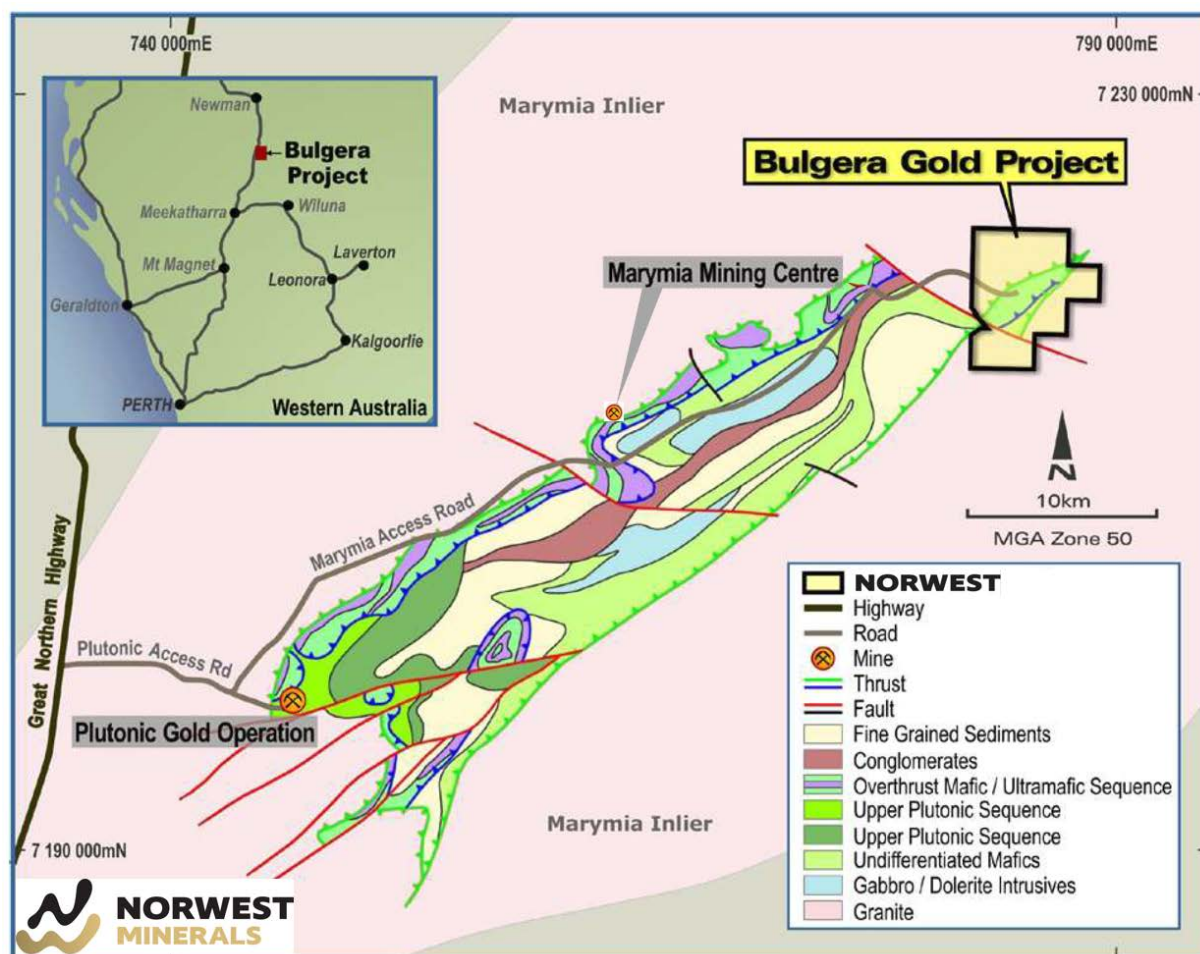 740 000mE
790 000mE
7 230 000mN
Marymia Inlier
Newman
Bulgera
Project
Meekatharra
Wiluna
Mt Magnet
Laverton
Leonora
Geraldton
Kalgoorlie
PERTH
Western Australia
Bulgera Gold Project
Marymia Mining Centre
N
10km
MGA Zone 50
Marymia Access Road
Great Northern Highway
Plutonic Access Rd
Plutonic Gold Operation
Marymia Inlier
7 190 000mN
NORWEST
Highway
Road
Mine
Thrust
Fault
Fine Grained Sediments
Conglomerates
Overthrust Mafic / Ultramafic Sequence
Upper Plutonic Sequence
Upper Plutonic Sequence
Undifferentiated Mafics
Gabbro / Dolerite Intrusives
Granite
NORWEST
MINERALS